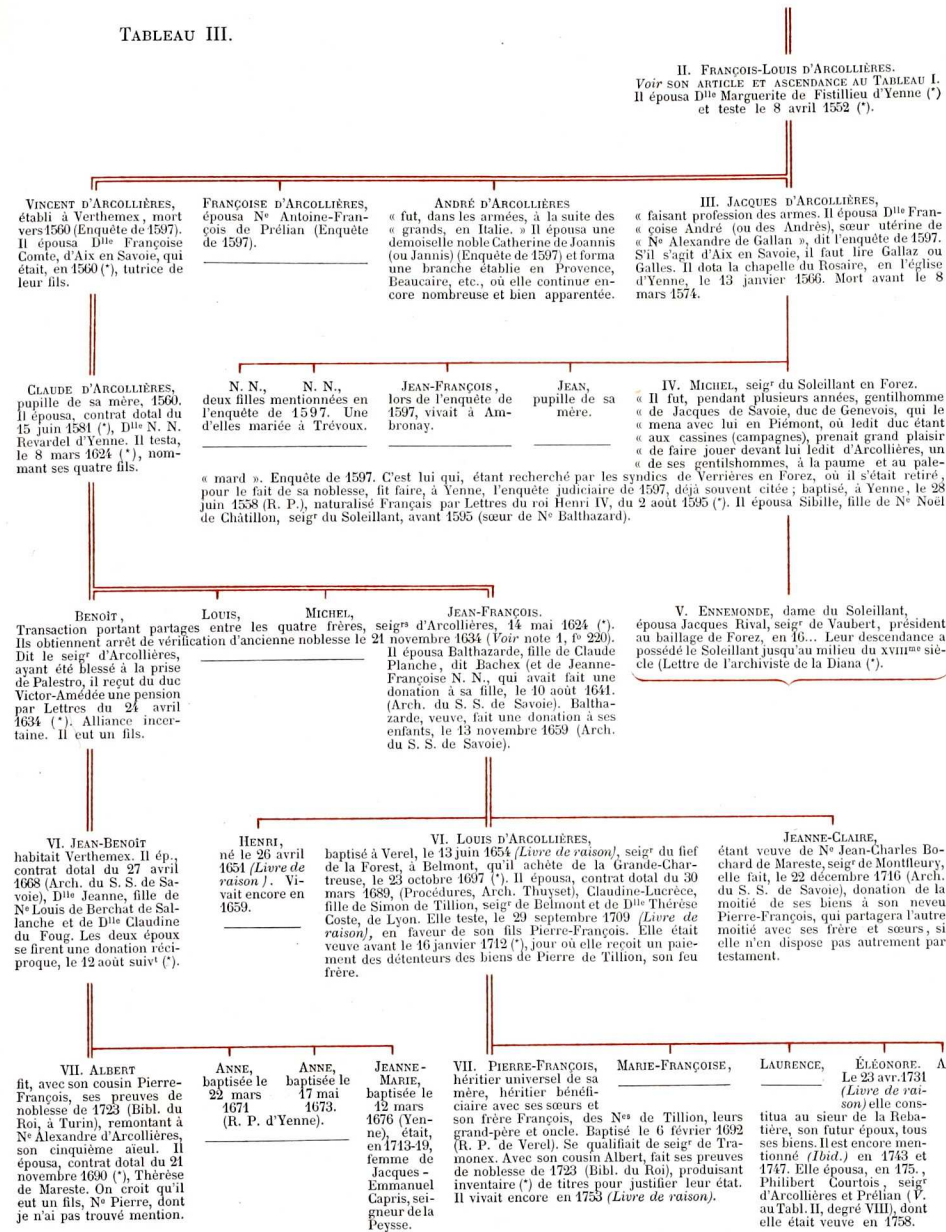 TABLEAU III.
II. FRANÇOIS-LOUIS D'ARCOLLIÈRES.
Voir SON ARTICLE ET ASCENDANCE AU TABLEAU I.
Il épousa Dlle Marguerite de Fistillieu d'Yenne (*)
et teste le 8 avril 1552 (*).
VINCENT D'ARCOLLIÈRES,
établi à Verthemex, mort
vers 1560 (Enquête de 1597).
Il épousa Dlle Françoise
Comte, d'Aix en Savoie, qui
était, en 1560 (*), tutrice de
leur fils.
FRANÇOISE D'ARCOLLIÈRES,
épousa Ne Antoine-Fran-
çois de Prélian (Enquête
de 1597).
ANDRÉ D'ARCOLLIÈRES
« fut, dans les armées, à la suite des
« grands, en Italie. » Il épousa une
demoiselle noble Catherine de Joannis
(ou Jannis) (Enquête de 1597) et forma
une branche établie en Provence,
Beaucaire, etc., où elle continue en-
core nombreuse et bien apparentée.
III. JACQUES D'ARCOLLIÈRES,
« faisant profession des armes. Il épousa Dlle Fran-
« çoise André (ou des Andrès), sœur utérine de
« Ne Alexandre de Gallan », dit l'enquête de 1597.
S'il s'agit d'Aix en Savoie, il faut lire Gallaz ou
Galles. Il dota la chapelle du Rosaire, en l'église
d'Yenne, le 13 janvier 1566. Mort avant le 8
mars 1574.
CLAUDE D'ARCOLLIÈRES,
pupille de sa mère, 1560.
Il épousa, contrat dotal du
15 juin 1581 (*), Dlle N. N.
Revardel d'Yenne. Il testa,
le 8 mars 1624 (*), nom-
mant ses quatre fils.
N. N., N. N.,
deux filles mentionnées en
l'enquête de 1597. Une
d'elles mariée à Trévoux.
JEAN-FRANÇOIS,
lors de l'enquête de
1597, vivait à Am-
bronay.
JEAN,
pupille de sa
mère.
IV. MICHEL, seigr du Soleillant en Forez.
« Il fut, pendant plusieurs années, gentilhomme
« de Jacques de Savoie, duc de Genevois, qui le
« mena avec lui en Piémont, où ledit duc étant
« aux cassines (campagnes), prenait grand plaisir
« de faire jouer devant lui ledit d'Arcollières, un
« de ses gentilshommes, à la paume et au pale-
« mard ». Enquête de 1597. C'est lui qui, étant recherché par les syndics de Verrières en Forez, où il s'était retiré,
pour le fait de sa noblesse, fit faire, à Yenne, l'enquête judiciaire de 1597, déjà souvent citée ; baptisé, à Yenne, le 28
juin 1558 (R. P.), naturalisé Français par Lettres du roi Henri IV, du 2 août 1595 (*). Il épousa Sibille, fille de Ne Noël
de Châtillon, seigr du Soleillant, avant 1595 (sœur de Ne Balthazard).
BENOÎT, LOUIS, MICHEL, JEAN-FRANÇOIS.
Transaction portant partages entre les quatre frères, seigrs d'Arcollières, 14 mai 1624 (*).
Ils obtiennent arrêt de vérification d'ancienne noblesse le 21 novembre 1634 (Voir note 1, fo 220).
Dit le seigr d'Arcollières,
ayant été blessé à la prise
de Palestro, il reçut du duc
Victor-Amédée une pension
par Lettres du 24 avril
1634 (*). Alliance incer-
taine. Il eut un fils.
Il épousa Balthazarde, fille de Claude
Planche, dit Bachex (et de Jeanne-
Françoise N. N., qui avait fait une
donation à sa fille, le 10 août 1641.
(Arch. du S. S. de Savoie). Baltha-
zarde, veuve, fait une donation à ses
enfants, le 13 novembre 1659 (Arch.
du S. S. de Savoie).
V. ENNEMONDE, dame du Soleillant,
épousa Jacques Rival, seigr de Vaubert, président
au baillage de Forez, en 16... Leur descendance a
possédé le Soleillant jusqu'au milieu du XVIIIme siè-
cle (Lettre de l'archiviste de la Diana (*).
VI. JEAN-BENOÎT
habitait Verthemex. Il ép.,
contrat dotal du 27 avril
1668 (Arch. du S. S. de Sa-
voie), Dlle Jeanne, fille de
Ne Louis de Berchat de Sal-
lanche et de Dlle Claudine
du Foug. Les deux époux
se firent une donation réci-
proque, le 12 août suivt (*).
HENRI,
né le 26 avril
1651 (Livre de
raison). Vi-
vait encore en
1659.
VI. LOUIS D'ARCOLLIÈRES,
baptisé à Verel, le 13 juin 1654 (Livre de raison), seigr du fief
de la Forest, à Belmont, qu'il achète de la Grande-Char-
treuse, le 23 octobre 1697 (*). Il épousa, contrat dotal du 30
mars 1689, (Procédures, Arch. Thuyset), Claudine-Lucrèce,
fille de Simon de Tillion, seigr de Belmont et de Dlle Thérèse
Coste, de Lyon. Elle teste, le 29 septembre 1709 (Livre de
raison), en faveur de son fils Pierre-François. Elle était
veuve avant le 16 janvier 1712 (*), jour où elle reçoit un paie-
ment des détenteurs des biens de Pierre de Tillion, son feu
frère.
JEANNE-CLAIRE,
étant veuve de Ne Jean-Charles Bo-
chard de Mareste, seigr de Montfleury,
elle fait, le 22 décembre 1716 (Arch.
du S. S. de Savoie), donation de la
moitié de ses biens à son neveu
Pierre-François, qui partagera l'autre
moitié avec ses frère et sœurs, si
elle n'en dispose pas autrement par
testament.
VII. ALBERT
fit, avec son cousin Pierre-
François, ses preuves de
noblesse de 1723 (Bibl. du
Roi, à Turin), remontant à
Ne Alexandre d'Arcollières,
son cinquième aïeul. Il
épousa, contrat dotal du 21
novembre 1690 (*), Thérèse
de Mareste. On croit qu'il
eut un fils, Ne Pierre, dont
je n'ai pas trouvé mention.
ANNE, ANNE,
baptisée le baptisée le
22 mars 17 mai
1671 1673.
(R. P. d'Yenne).
JEANNE-
MARIE,
baptisée le
12 mars
1676 (Yen-
ne), était,
en 1713-19,
femme de
Jacques-
Emmanuel
Capris, sei-
gneur de la
Peysse.
VII. PIERRE-FRANÇOIS,
héritier universel de sa
mère, héritier bénéfi-
ciaire avec ses sœurs et
son frère François, des Nes de Tillion, leurs
grand-père et oncle. Baptisé le 6 février 1692
(R. P. de Verel). Se qualifiait de seigr de Tra-
monex. Avec son cousin Albert, fait ses preuves
de noblesse de 1723 (Bibl. du Roi), produisant
inventaire (*) de titres pour justifier leur état.
Il vivait encore en 1753 (Livre de raison).
MARIE-FRANÇOISE,
LAURENCE,
ÉLÉONORE. A
Le 23 avr. 1731
(Livre de rai-
son) elle cons-
titua au sieur de la Reba-
tière, son futur époux, tous
ses biens. Il est encore men-
tionné (Ibid.) en 1743 et
1747. Elle épousa, en 175.,
Philibert Courtois, seigr
d'Arcollières et Prélian (V.
au Tabl. II, degré VIII), dont
elle était veuve en 1758.